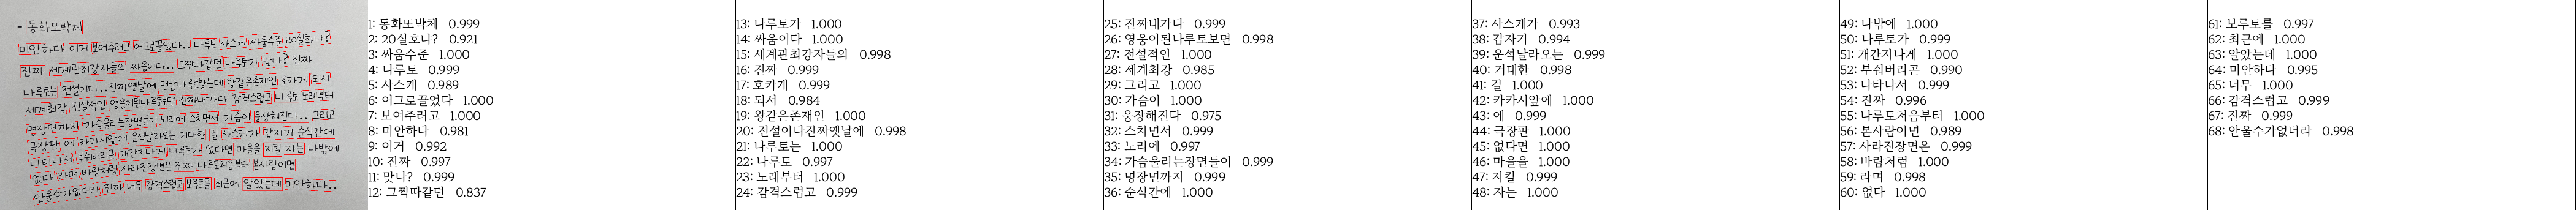 - 동화또박체
미안하다 이거 보여주려고 어그로끌었다.. 나루토 사스케 싸움수준 20실화냐?
진짜 세계관최강자들의 싸움이다.. 그찐따같던 나루토가 맞나? 진짜
나루토는 전설이다..진짜옛날에 맨날나루토봤는데 왕같은존재인 호카게 되서
세계최강 전설적인 영웅이된나루토보면 진짜내가다 감격스럽고 나루토 노래부터
명장면까지 가슴울리는장면들이 뇌리에 스치면서 가슴이 웅장해진다.. 그리고
극장판 에 카카시앞에 운석날라오는 거대한 걸 사스케가 갑자기 순식간에
나타나서 부숴버리곤 개간지나게 나루토가 없다면 마을을 지킬 자는 나밖에
없다 라며 바람처럼 사라진장면은 진짜 나루토처음부터 본사람이면
안울수가없더라 진짜 너무 감격스럽고 보루토를 최근에 알았는데 미안하다..
1: 동화또박체 0.999
2: 20실호냐? 0.921
3: 싸움수준 1.000
4: 나루토 0.999
5: 사스케 0.989
6: 어그로끌었다 1.000
7: 보여주려고 1.000
8: 미안하다 0.981
9: 이거 0.992
10: 진짜 0.997
11: 맞나? 0.999
12: 그찍따같던 0.837
13: 나루토가 1.000
14: 싸움이다 1.000
15: 세계관최강자들의 0.998
16: 진짜 0.999
17: 호카게 0.999
18: 되서 0.984
19: 왕같은존재인 1.000
20: 전설이다진짜옛날에 0.998
21: 나루토는 1.000
22: 나루토 0.997
23: 노래부터 1.000
24: 감격스럽고 0.999
25: 진짜내가다 0.999
26: 영웅이된나루토보면 0.998
27: 전설적인 1.000
28: 세계최강 0.985
29: 그리고 1.000
30: 가슴이 1.000
31: 웅장해진다 0.975
32: 스치면서 0.999
33: 노리에 0.997
34: 가슴울리는장면들이 0.999
35: 명장면까지 0.999
36: 순식간에 1.000
37: 사스케가 0.993
38: 갑자기 0.994
39: 운석날라오는 0.999
40: 거대한 0.998
41: 걸 1.000
42: 카카시앞에 1.000
43: 에 0.999
44: 극장판 1.000
45: 없다면 1.000
46: 마을을 1.000
47: 지킬 0.999
48: 자는 1.000
49: 나밖에 1.000
50: 나루토가 0.999
51: 개간지나게 1.000
52: 부숴버리곤 0.990
53: 나타나서 0.999
54: 진짜 0.996
55: 나루토처음부터 1.000
56: 본사람이면 0.989
57: 사라진장면은 0.999
58: 바람처럼 1.000
59: 라며 0.998
60: 없다 1.000
61: 보루토를 0.997
62: 최근에 1.000
63: 알았는데 1.000
64: 미안하다 0.995
65: 너무 1.000
66: 감격스럽고 0.999
67: 진짜 0.999
68: 안울수가없더라 0.998